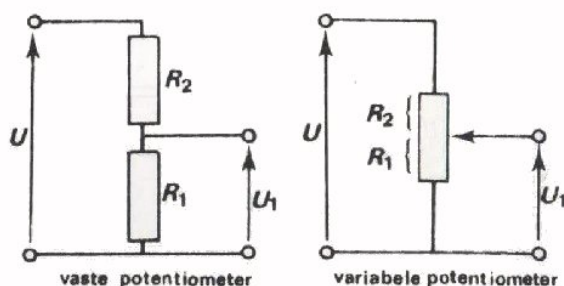 U
R2
R1
U1
vaste potentiometer
U
R2
R1
U1
variabele potentiometer